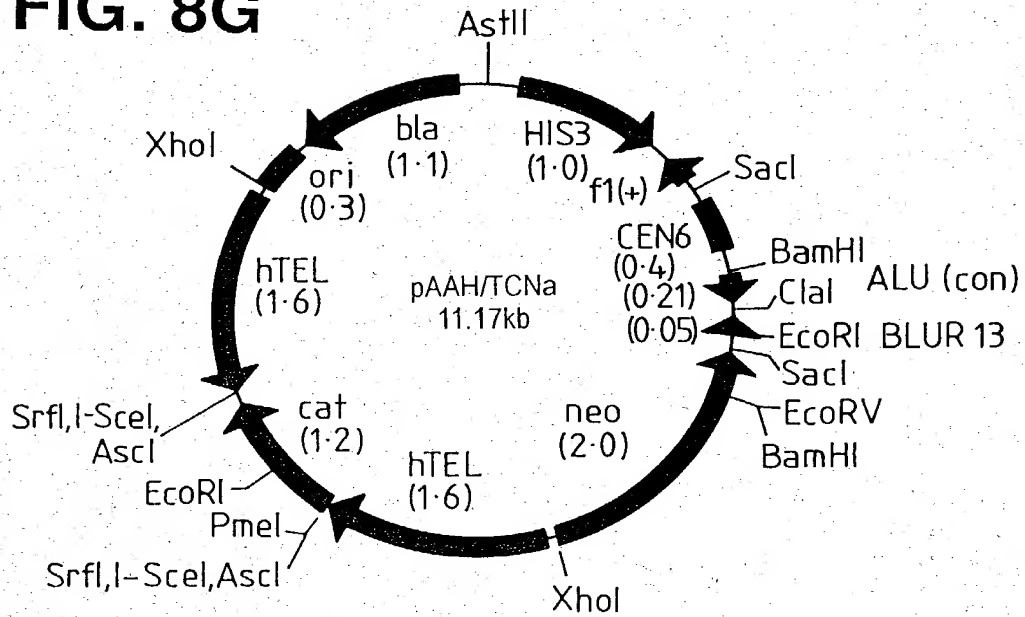 FIG. 8G
AstII
bla
(1·1)
HIS3
(1·0)
f1(+)
SacI
XhoI
ori
(0·3)
CEN6
(0·4)
(0·21)
(0·05)
BamHI
ClaI
ALU (con)
EcoRI BLUR 13
SacI
EcoRV
BamHI
hTEL
(1·6)
pAAH/TCNa
11.17kb
SrfI,I-SceI,
AscI
cat
(1·2)
neo
(2·0)
hTEL
(1·6)
EcoRI
PmeI
SrfI,I-SceI,AscI
XhoI